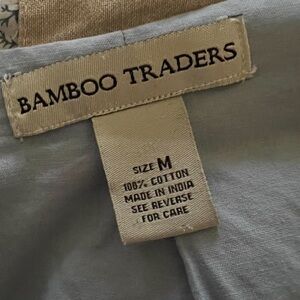 BAMBOO TRADERS
SIZE M
100% COTTON
MADE IN INDIA
SEE REVERSE
FOR CARE